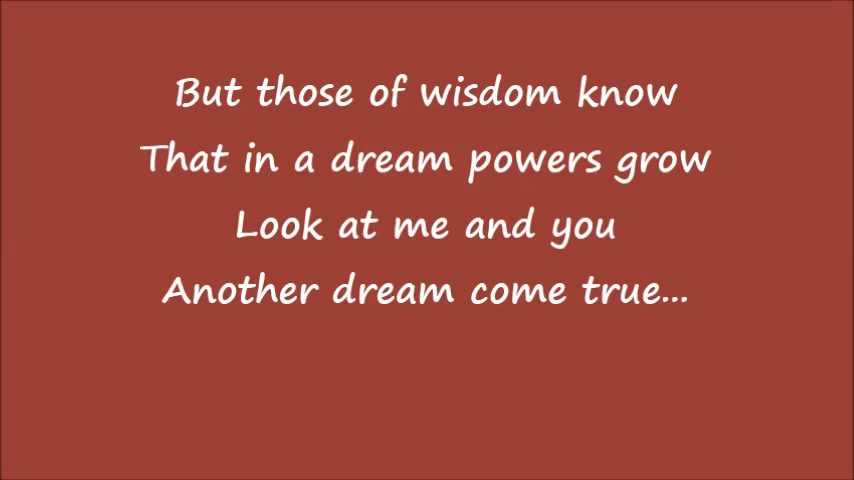 But those of wisdom know
That in a dream powers grow
Look at me and you
Another dream come true...